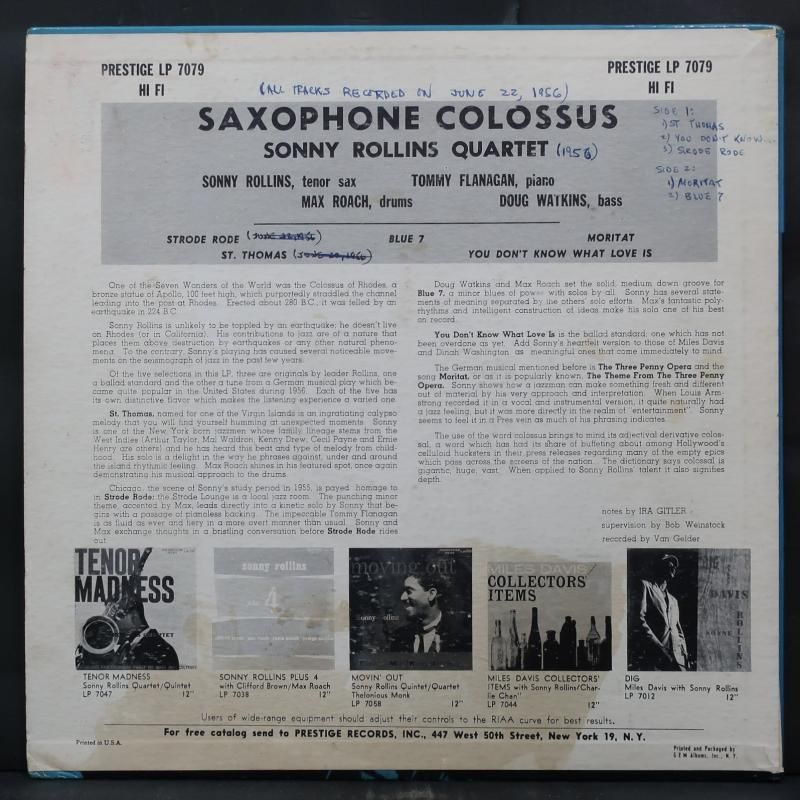 PRESTIGE LP 7079
HI FI
PRESTIGE LP 7079
HI FI
(ALL TRACKS RECORDED ON JUNE 22, 1956)
SAXOPHONE COLOSSUS
SONNY ROLLINS QUARTET (1956)
SIDE 1:
1) ST THOMAS
2) YOU DON'T KNOW
3) STRODE RODE
SIDE 2:
1) MORITAT
2) BLUE 7
SONNY ROLLINS, tenor sax TOMMY FLANAGAN, piano
MAX ROACH, drums DOUG WATKINS, bass
STRODE RODE BLUE 7 MORITAT
ST. THOMAS YOU DON'T KNOW WHAT LOVE IS
One of the Seven Wonders of the World was the Colossus of Rhodes, a
bronze statue of Apollo, 100 feet high, which purportedly straddled the channel
leading into the post at Rhodes. Erected about 280 B.C., it was felled by an
earthquake in 224 B.C.
Sonny Rollins is unlikely to be toppled by an earthquake; he doesn't live
on Rhodes (or in California). His contributions to jazz are of a nature that
places them above destruction by earthquakes or any other natural pheno-
mena. To the contrary, Sonny's playing has caused several noticeable move-
ments on the seismograph of jazz in the past few years.
Of the five selections in this LP, three are originals by leader Rollins, one
a ballad standard and the other a tune from a German musical play which be-
came quite popular in the United States during 1956. Each of the five has
its own distinctive flavor which makes the listening experience a varied one.
St. Thomas, named for one of the Virgin Islands is an ingratiating calypso
melody that you will find yourself humming at unexpected moments. Sonny
is one of the New York born jazzmen whose family lineage stems from the
West Indies (Arthur Taylor, Mal Waldron, Kenny Drew, Cecil Payne and Ernie
Henry are others) and he has heard this beat and type of melody from child-
hood. His solo is a delight in the way he phrases against, under and around
the island rhythmic feeling. Max Roach shines in his featured spot, once again
demonstrating his musical approach to the drums.
Chicago, the scene of Sonny's study period in 1955, is payed homage to
in Strode Rode; the Strode Lounge is a local jazz room. The punching minor
theme, accented by Max, leads directly into a kinetic solo by Sonny that be-
gins with a passage of pianoless backing. The impeccable Tommy Flanagan
is as fluid as ever and fiery in a more overt manner than usual. Sonny and
Max exchange thoughts in a bristling conversation before Strode Rode rides
out.
Doug Watkins and Max Roach set the solid, medium down groove for
Blue 7, a minor blues of power with solos by all. Sonny has several state-
ments of meaning separated by the others' solo efforts. Max's fantastic poly-
rhythms and intelligent construction of ideas make his solo one of his best
on record.
You Don't Know What Love Is is the ballad standard; one which has not
been overdone as yet. Add Sonny's heartfelt version to those of Miles Davis
and Dinah Washington as meaningful ones that come immediately to mind.
The German musical mentioned before is The Three Penny Opera and the
song Moritat, or as it is popularly known, The Theme From The Three Penny
Opera. Sonny shows how a jazzman can make something fresh and different
out of material by his very approach and interpretation. When Louis Arm-
strong recorded it in a vocal and instrumental version, it quite naturally had
a jazz feeling, but it was more directly in the realm of "entertainment". Sonny
seems to feel it in a Pres vein as much of his phrasing indicates.
The use of the word colossus brings to mind its adjectival derivative colos-
sal, a word which has had its share of buffeting about among Hollywood's
celluloid hucksters in their press releases regarding many of the empty epics
which pass across the screens of the nation. The dictionary says colossal is
gigantic, huge, vast. When applied to Sonny Rollins' talent it also signifies
depth.
notes by IRA GITLER
supervision by Bob Weinstock
recorded by Van Gelder
TENOR MADNESS
sonny rollins
plus 4
moving out
sonny rollins
MILES DAVIS
COLLECTORS' ITEMS
DIG
MILES DAVIS
SONNY ROLLINS
TENOR MADNESS
Sonny Rollins Quartet/Quintet
LP 7047 12"
SONNY ROLLINS PLUS 4
with Clifford Brown/Max Roach
LP 7038 12"
MOVIN' OUT
Sonny Rollins Quintet/Quartet
Thelonious Monk
LP 7058 12"
MILES DAVIS COLLECTORS'
ITEMS with Sonny Rollins/Char-
lie Chan"
LP 7044 12"
DIG
Miles Davis with Sonny Rollins
LP 7012 12"
Users of wide-range equipment should adjust their controls to the RIAA curve for best results.
For free catalog send to PRESTIGE RECORDS, INC., 447 West 50th Street, New York 19, N.Y.
Printed in U.S.A.
Printed and Packaged by
GEM Albums, Inc., N. Y.